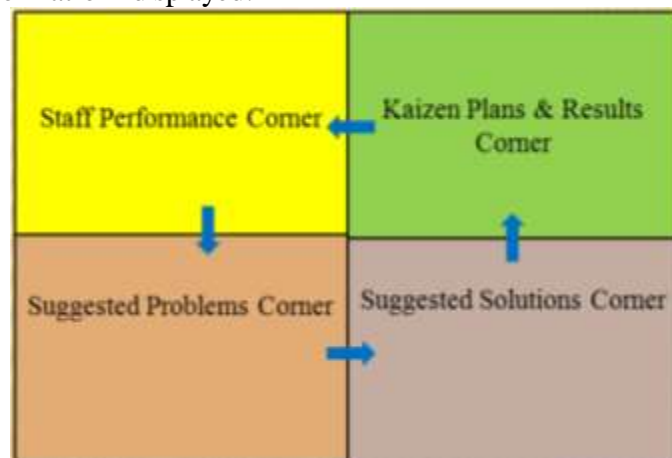 Staff Performance Corner
Kaizen Plans & Results
Corner
Suggested Problems Corner
Suggested Solutions Corner